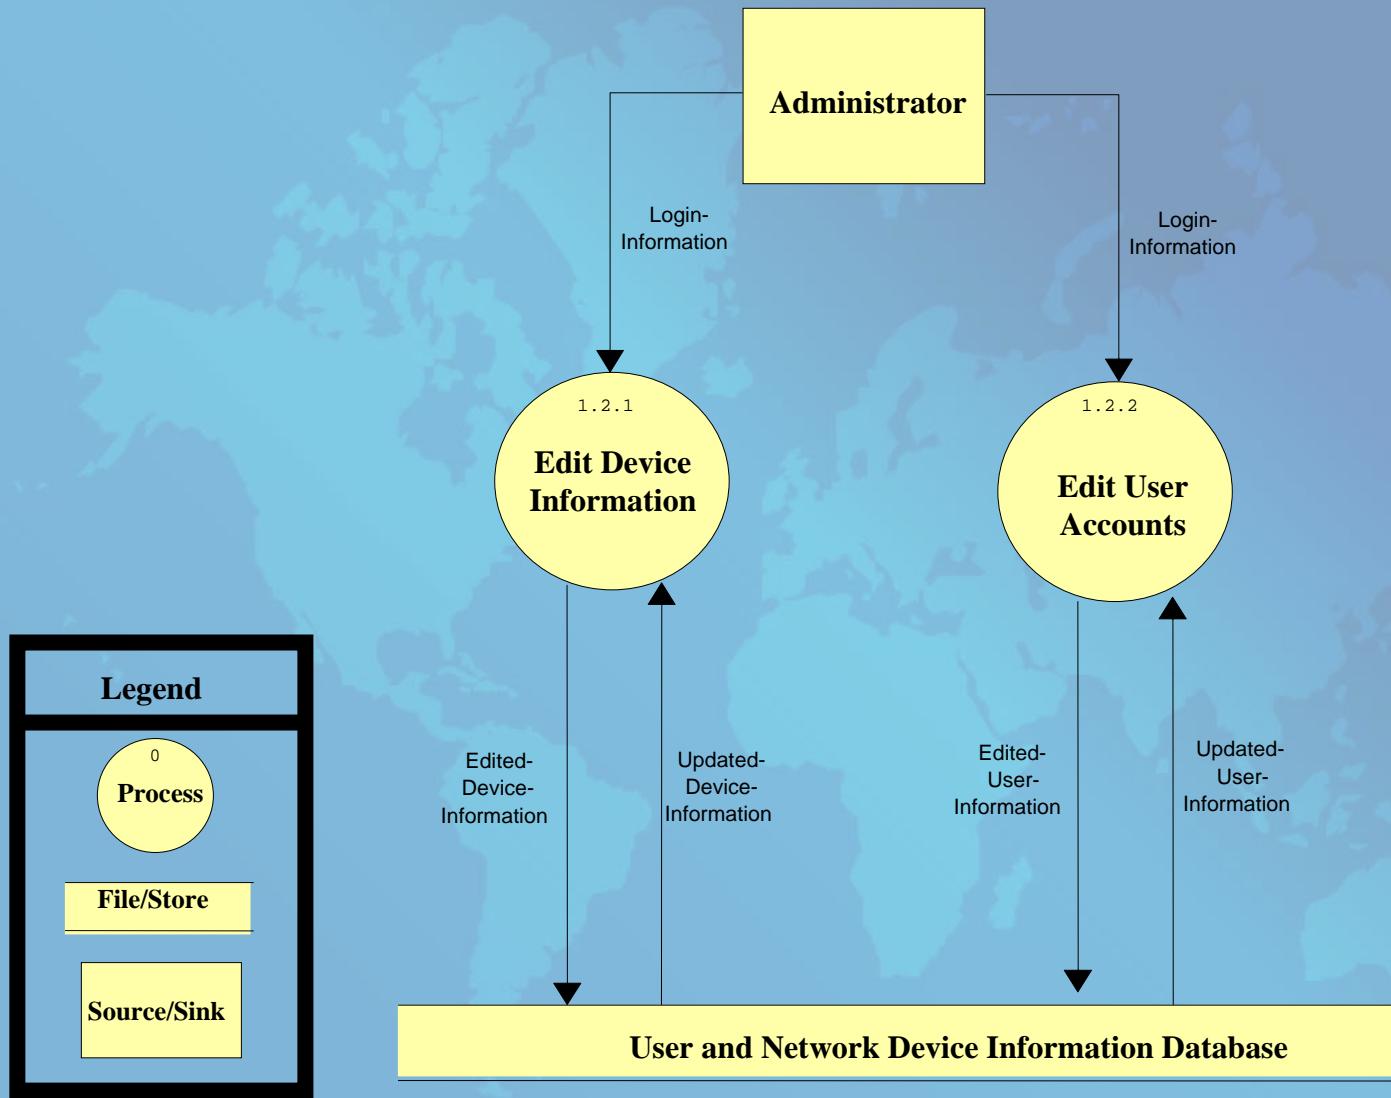 Administrator
Login-
Information
Login-
Information
1.2.1
Edit Device
Information
1.2.2
Edit User
Accounts
Legend
0
Process
File/Store
Source/Sink
Edited-
Device-
Information
Updated-
Device-
Information
Edited-
User-
Information
Updated-
User-
Information
User and Network Device Information Database